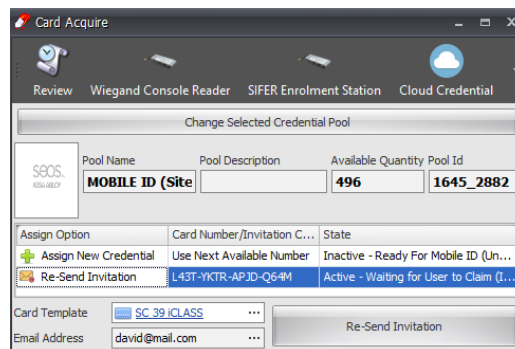 Card Acquire
Review Wiegand Console Reader SIFER Enrolment Station Cloud Credential
Change Selected Credential Pool
Pool Name Pool Description Available Quantity Pool Id
seos.
ASSA ABLOY
MOBILE ID (Site 496 1645_2882
Assign Option Card Number/Invitation C... State
Assign New Credential Use Next Available Number Inactive - Ready For Mobile ID (Un...
Re-Send Invitation L43T-YKTR-APJD-Q64M Active - Waiting for User to Claim (I...
Card Template SC 39 iCLASS ...
Re-Send Invitation
Email Address david@mail.com ...